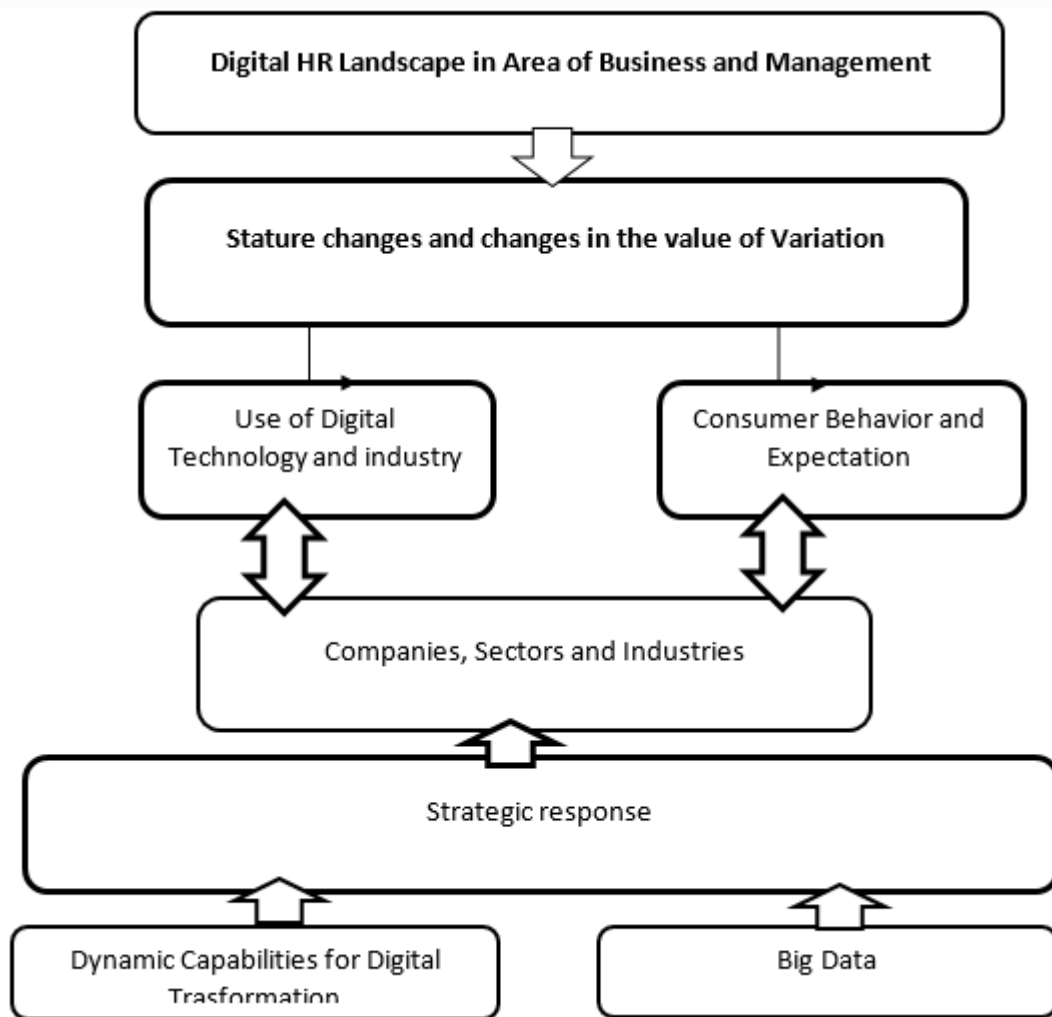 Digital HR Landscape in Area of Business and Management
Stature changes and changes in the value of Variation
Use of Digital
Technology and industry
Consumer Behavior and
Expectation
Companies, Sectors and Industries
Strategic response
Dynamic Capabilities for Digital
Trasformation
Big Data